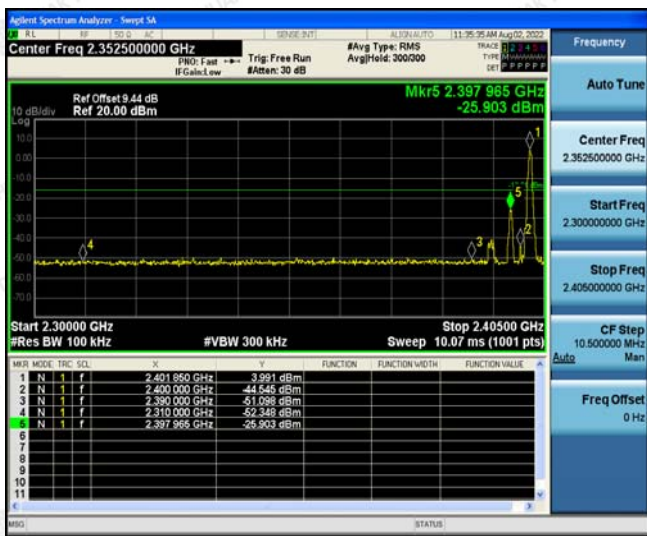 Agilent Spectrum Analyzer - Swept SA
RL RF 50 Ω AC SENSE:INT ALIGNAUTO 11:35:35 AM Aug 02, 2022
Center Freq 2.352500000 GHz
PNO: Fast
IFGain:Low
Trig: Free Run
#Atten: 30 dB
#Avg Type: RMS
Avg|Hold: 300/300
TRACE 1 2 3 4 5 6
TYPE M
DET P P P P P P
Mkr5 2.397 965 GHz
-25.903 dBm
Ref Offset 9.44 dB
Ref 20.00 dBm
10 dB/div
Log
10.0
0.00
-10.0
-20.0
-30.0
-40.0
-50.0
-60.0
-70.0
1
5
2
3
4
Start 2.30000 GHz Stop 2.40500 GHz
#Res BW 100 kHz #VBW 300 kHz Sweep 10.07 ms (1001 pts)
MKR MODE TRC SCL X Y FUNCTION FUNCTION WIDTH FUNCTION VALUE
1 N 1 f 2.401 850 GHz 3.991 dBm
2 N 1 f 2.400 000 GHz -44.545 dBm
3 N 1 f 2.390 000 GHz -51.098 dBm
4 N 1 f 2.310 000 GHz -52.348 dBm
5 N 1 f 2.397 965 GHz -25.903 dBm
6
7
8
9
10
11
MSG STATUS
Frequency
Auto Tune
Center Freq
2.352500000 GHz
Start Freq
2.300000000 GHz
Stop Freq
2.405000000 GHz
CF Step
10.500000 MHz
Auto Man
Freq Offset
0 Hz